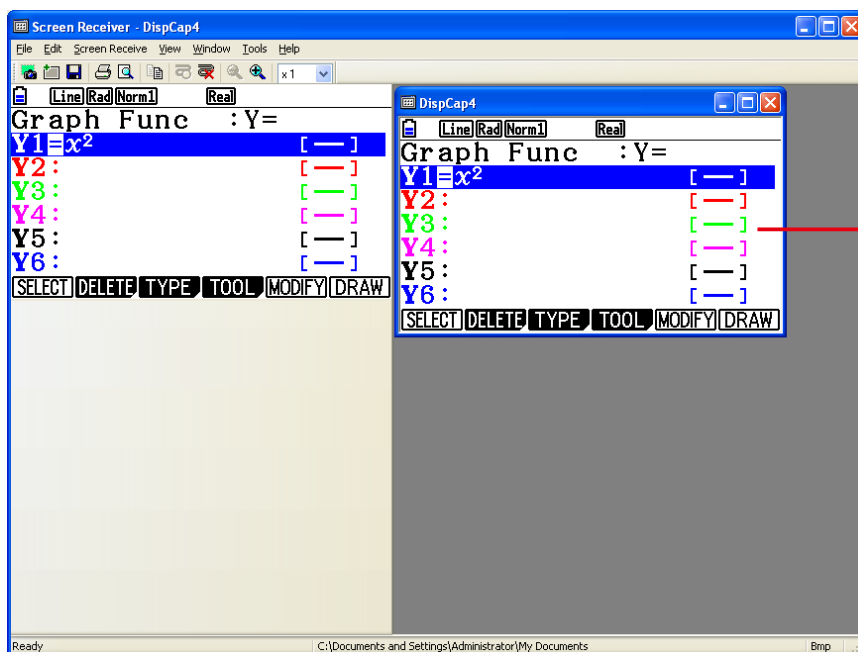 Screen Receiver - DispCap4
File Edit Screen Receive View Window Tools Help
x1
Line Rad Norm1 Real
Graph Func :Y=
Y1=x² [—]
Y2: [—]
Y3: [—]
Y4: [—]
Y5: [—]
Y6: [—]
SELECT DELETE TYPE TOOL MODIFY DRAW
DispCap4
Line Rad Norm1 Real
Graph Func :Y=
Y1=x² [—]
Y2: [—]
Y3: [—]
Y4: [—]
Y5: [—]
Y6: [—]
SELECT DELETE TYPE TOOL MODIFY DRAW
Ready C:\Documents and Settings\Administrator\My Documents Bmp